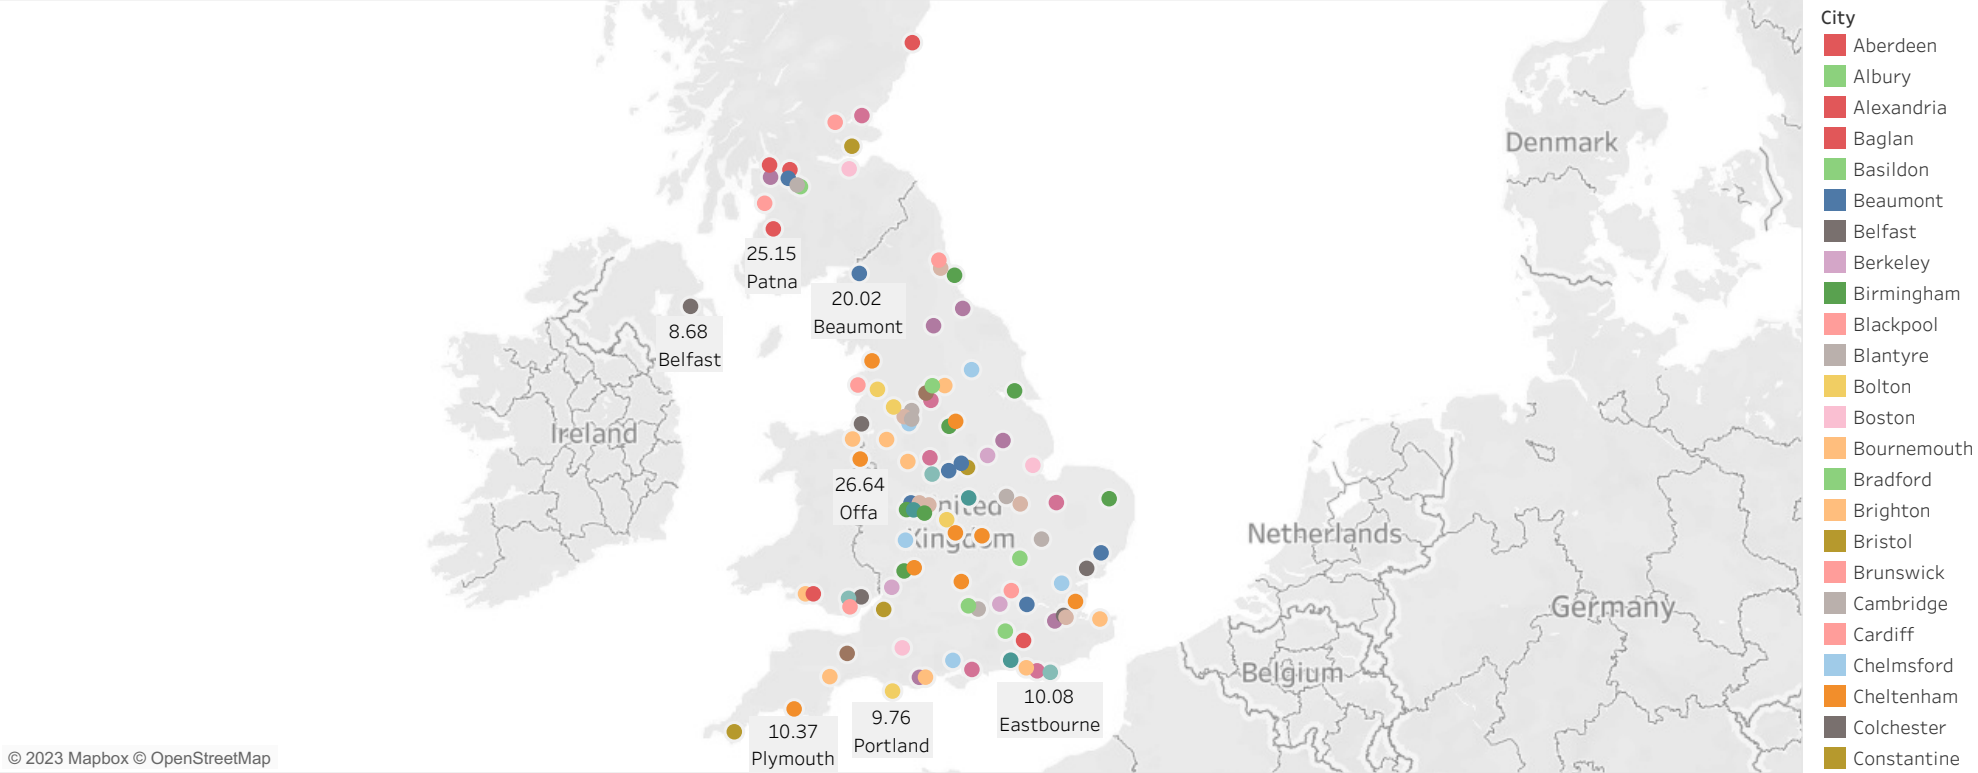 City
Aberdeen
Albury
Alexandria
Baglan
Basildon
Beaumont
Belfast
Berkeley
Birmingham
Blackpool
Blantyre
Bolton
Boston
Bournemouth
Bradford
Brighton
Bristol
Brunswick
Cambridge
Cardiff
Chelmsford
Cheltenham
Colchester
Constantine
Denmark
25.15
Patna
20.02
Beaumont
8.68
Belfast
Ireland
26.64
Offa
United
Kingdom
Netherlands
Germany
Belgium
10.08
Eastbourne
9.76
Portland
10.37
Plymouth
© 2023 Mapbox © OpenStreetMap